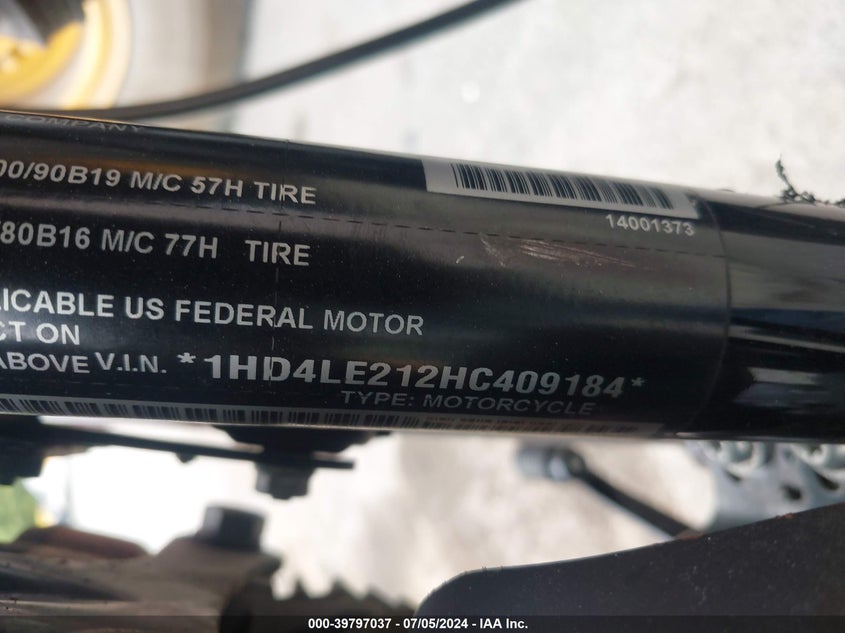 COMPANY
00/90B19 M/C 57H TIRE
14001373
/80B16 M/C 77H TIRE
LICABLE US FEDERAL MOTOR
CT ON
ABOVE V.I.N. *1HD4LE212HC409184*
TYPE: MOTORCYCLE
000-39797037 - 07/05/2024 - IAA Inc.